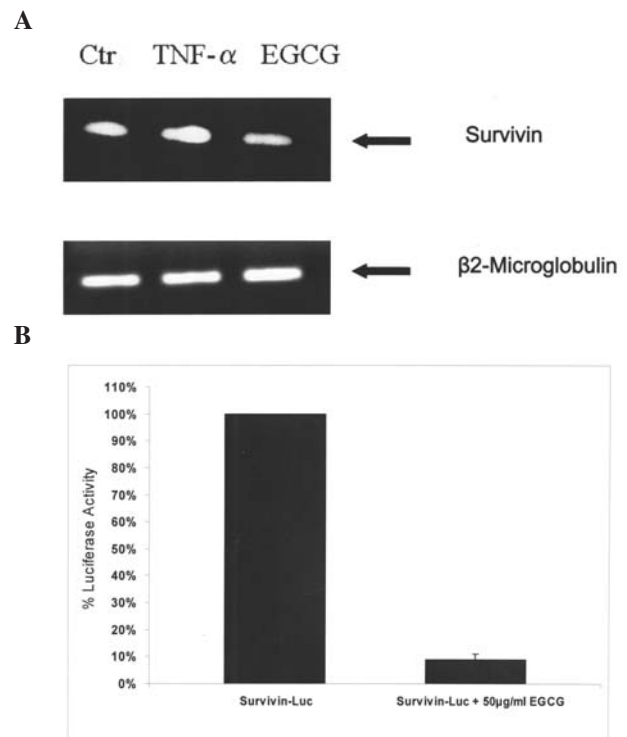 A
Ctr TNF-α EGCG
Survivin
β2-Microglobulin
B
110%
100%
90%
80%
70%
60%
50%
40%
30%
20%
10%
0%
% Luciferase Activity
Survivin-Luc
Survivin-Luc + 50µg/ml EGCG